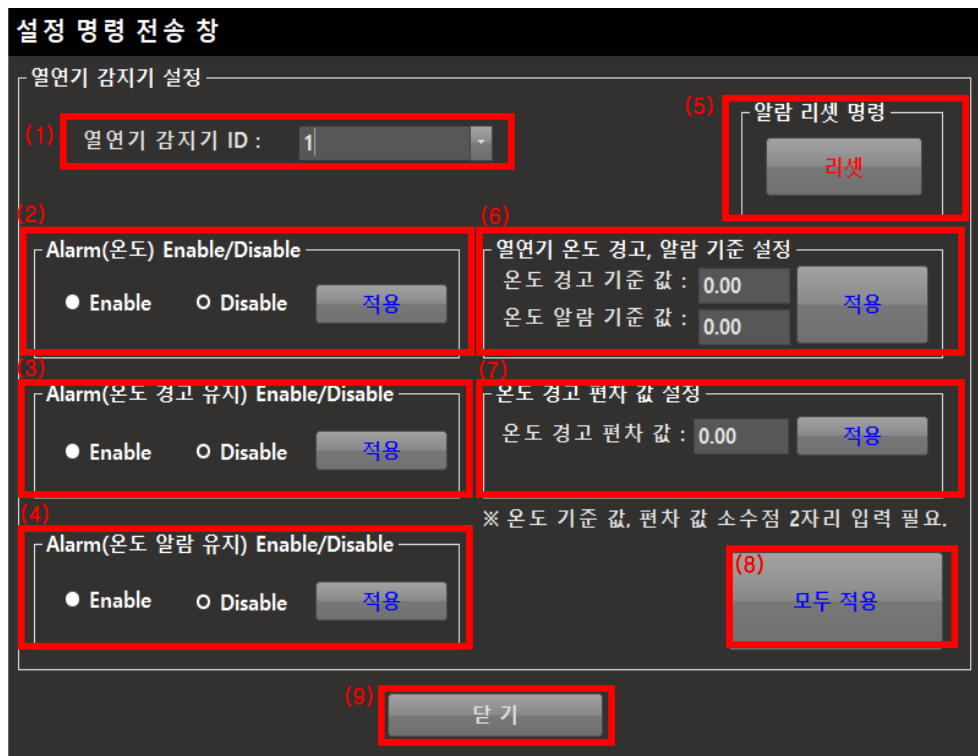 설정 명령 전송 창
열연기 감지기 설정
(1)
열연기 감지기 ID :
1
(5)
알람 리셋 명령
리셋
(2)
Alarm(온도) Enable/Disable
Enable
Disable
적용
(6)
열연기 온도 경고, 알람 기준 설정
온도 경고 기준 값 :
0.00
온도 알람 기준 값 :
0.00
적용
(3)
Alarm(온도 경고 유지) Enable/Disable
Enable
Disable
적용
(7)
온도 경고 편차 값 설정
온도 경고 편차 값 :
0.00
적용
※ 온도 기준 값, 편차 값 소수점 2자리 입력 필요.
(4)
Alarm(온도 알람 유지) Enable/Disable
Enable
Disable
적용
(8)
모두 적용
(9)
닫 기